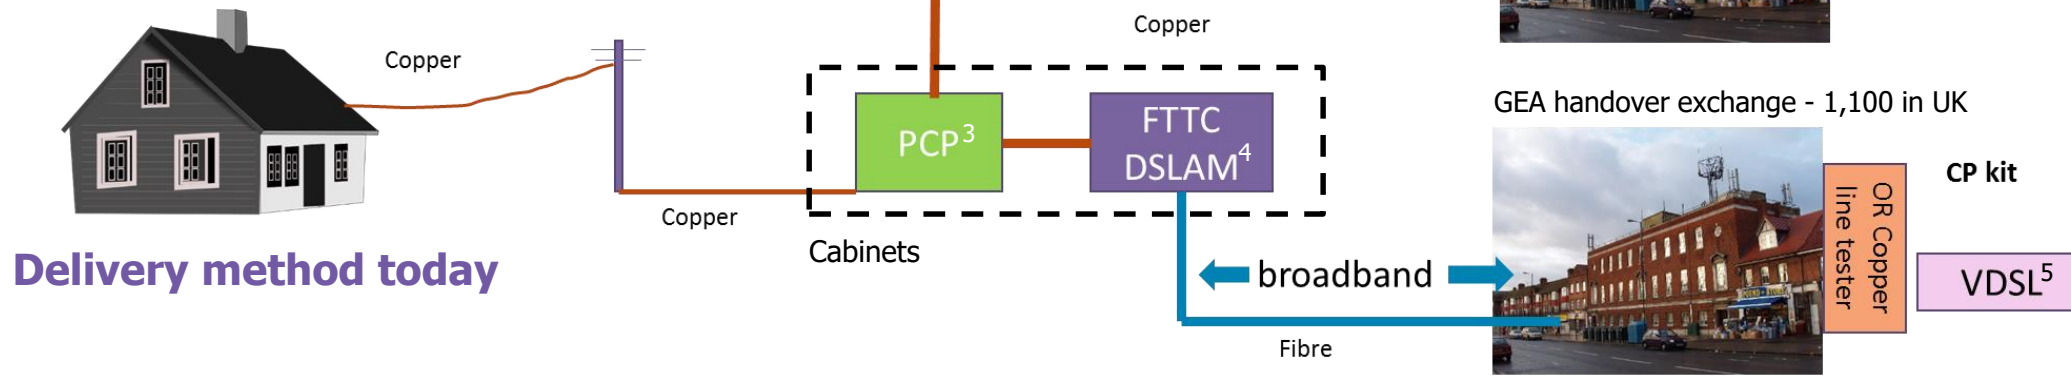 Copper
Copper
GEA handover exchange - 1,100 in UK
PCP3
FTTC
DSLAM4
CP kit
OR Copper
line tester
Copper
Cabinets
Delivery method today
broadband
VDSL5
Fibre